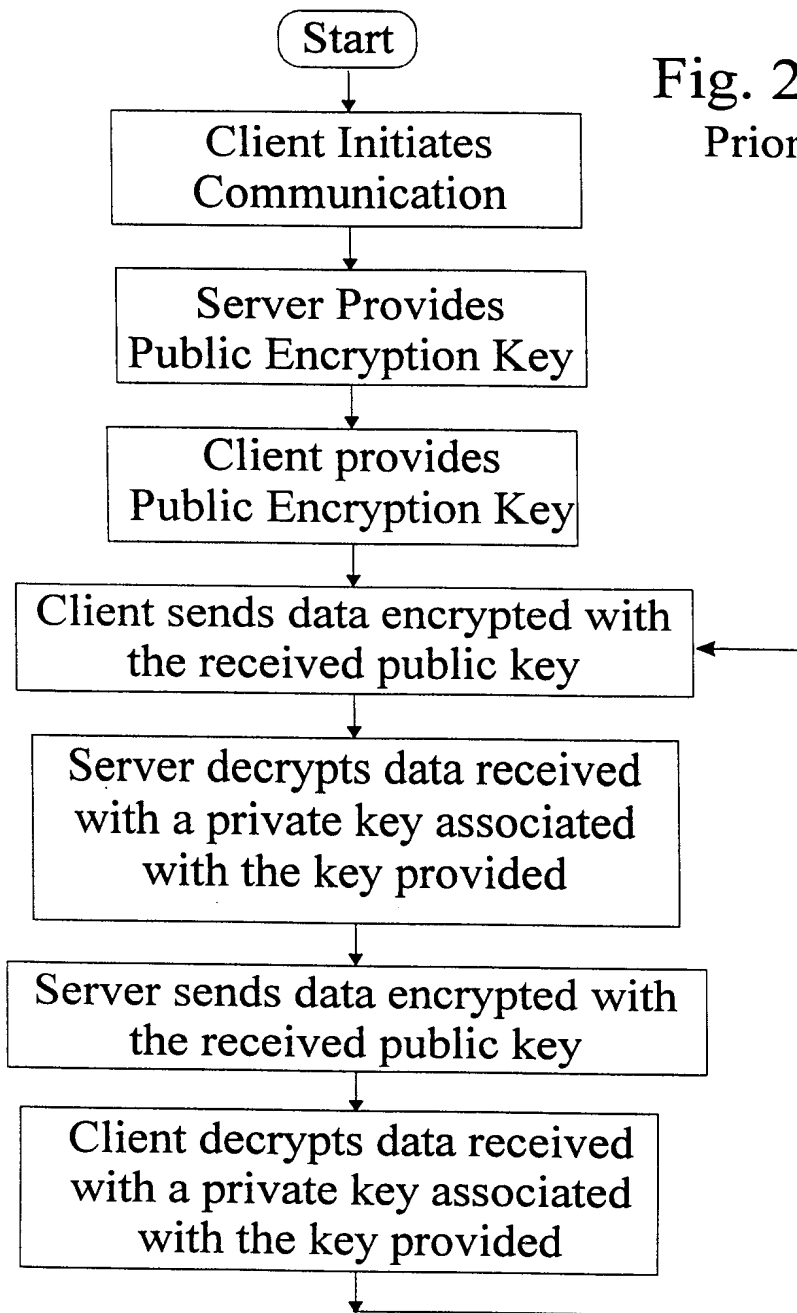 Start
Fig. 2
Prior
Client Initiates
Communication
Server Provides
Public Encryption Key
Client provides
Public Encryption Key
Client sends data encrypted with
the received public key
Server decrypts data received
with a private key associated
with the key provided
Server sends data encrypted with
the received public key
Client decrypts data received
with a private key associated
with the key provided